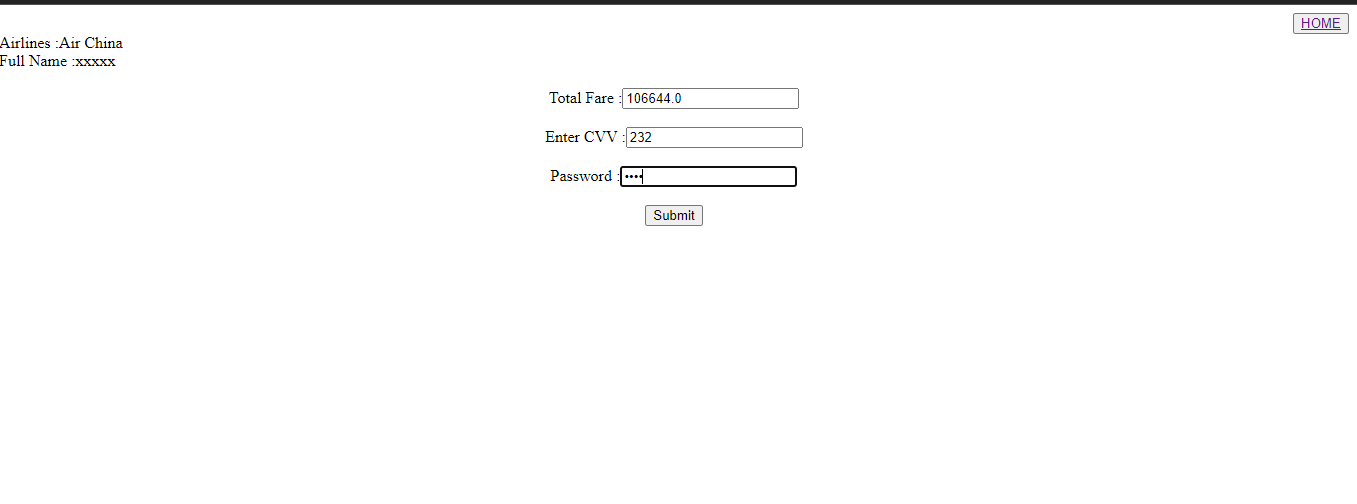 HOME
Airlines :Air China
Full Name :xxxxx
Total Fare :106644.0
Enter CVV :232
Password :••••
Submit